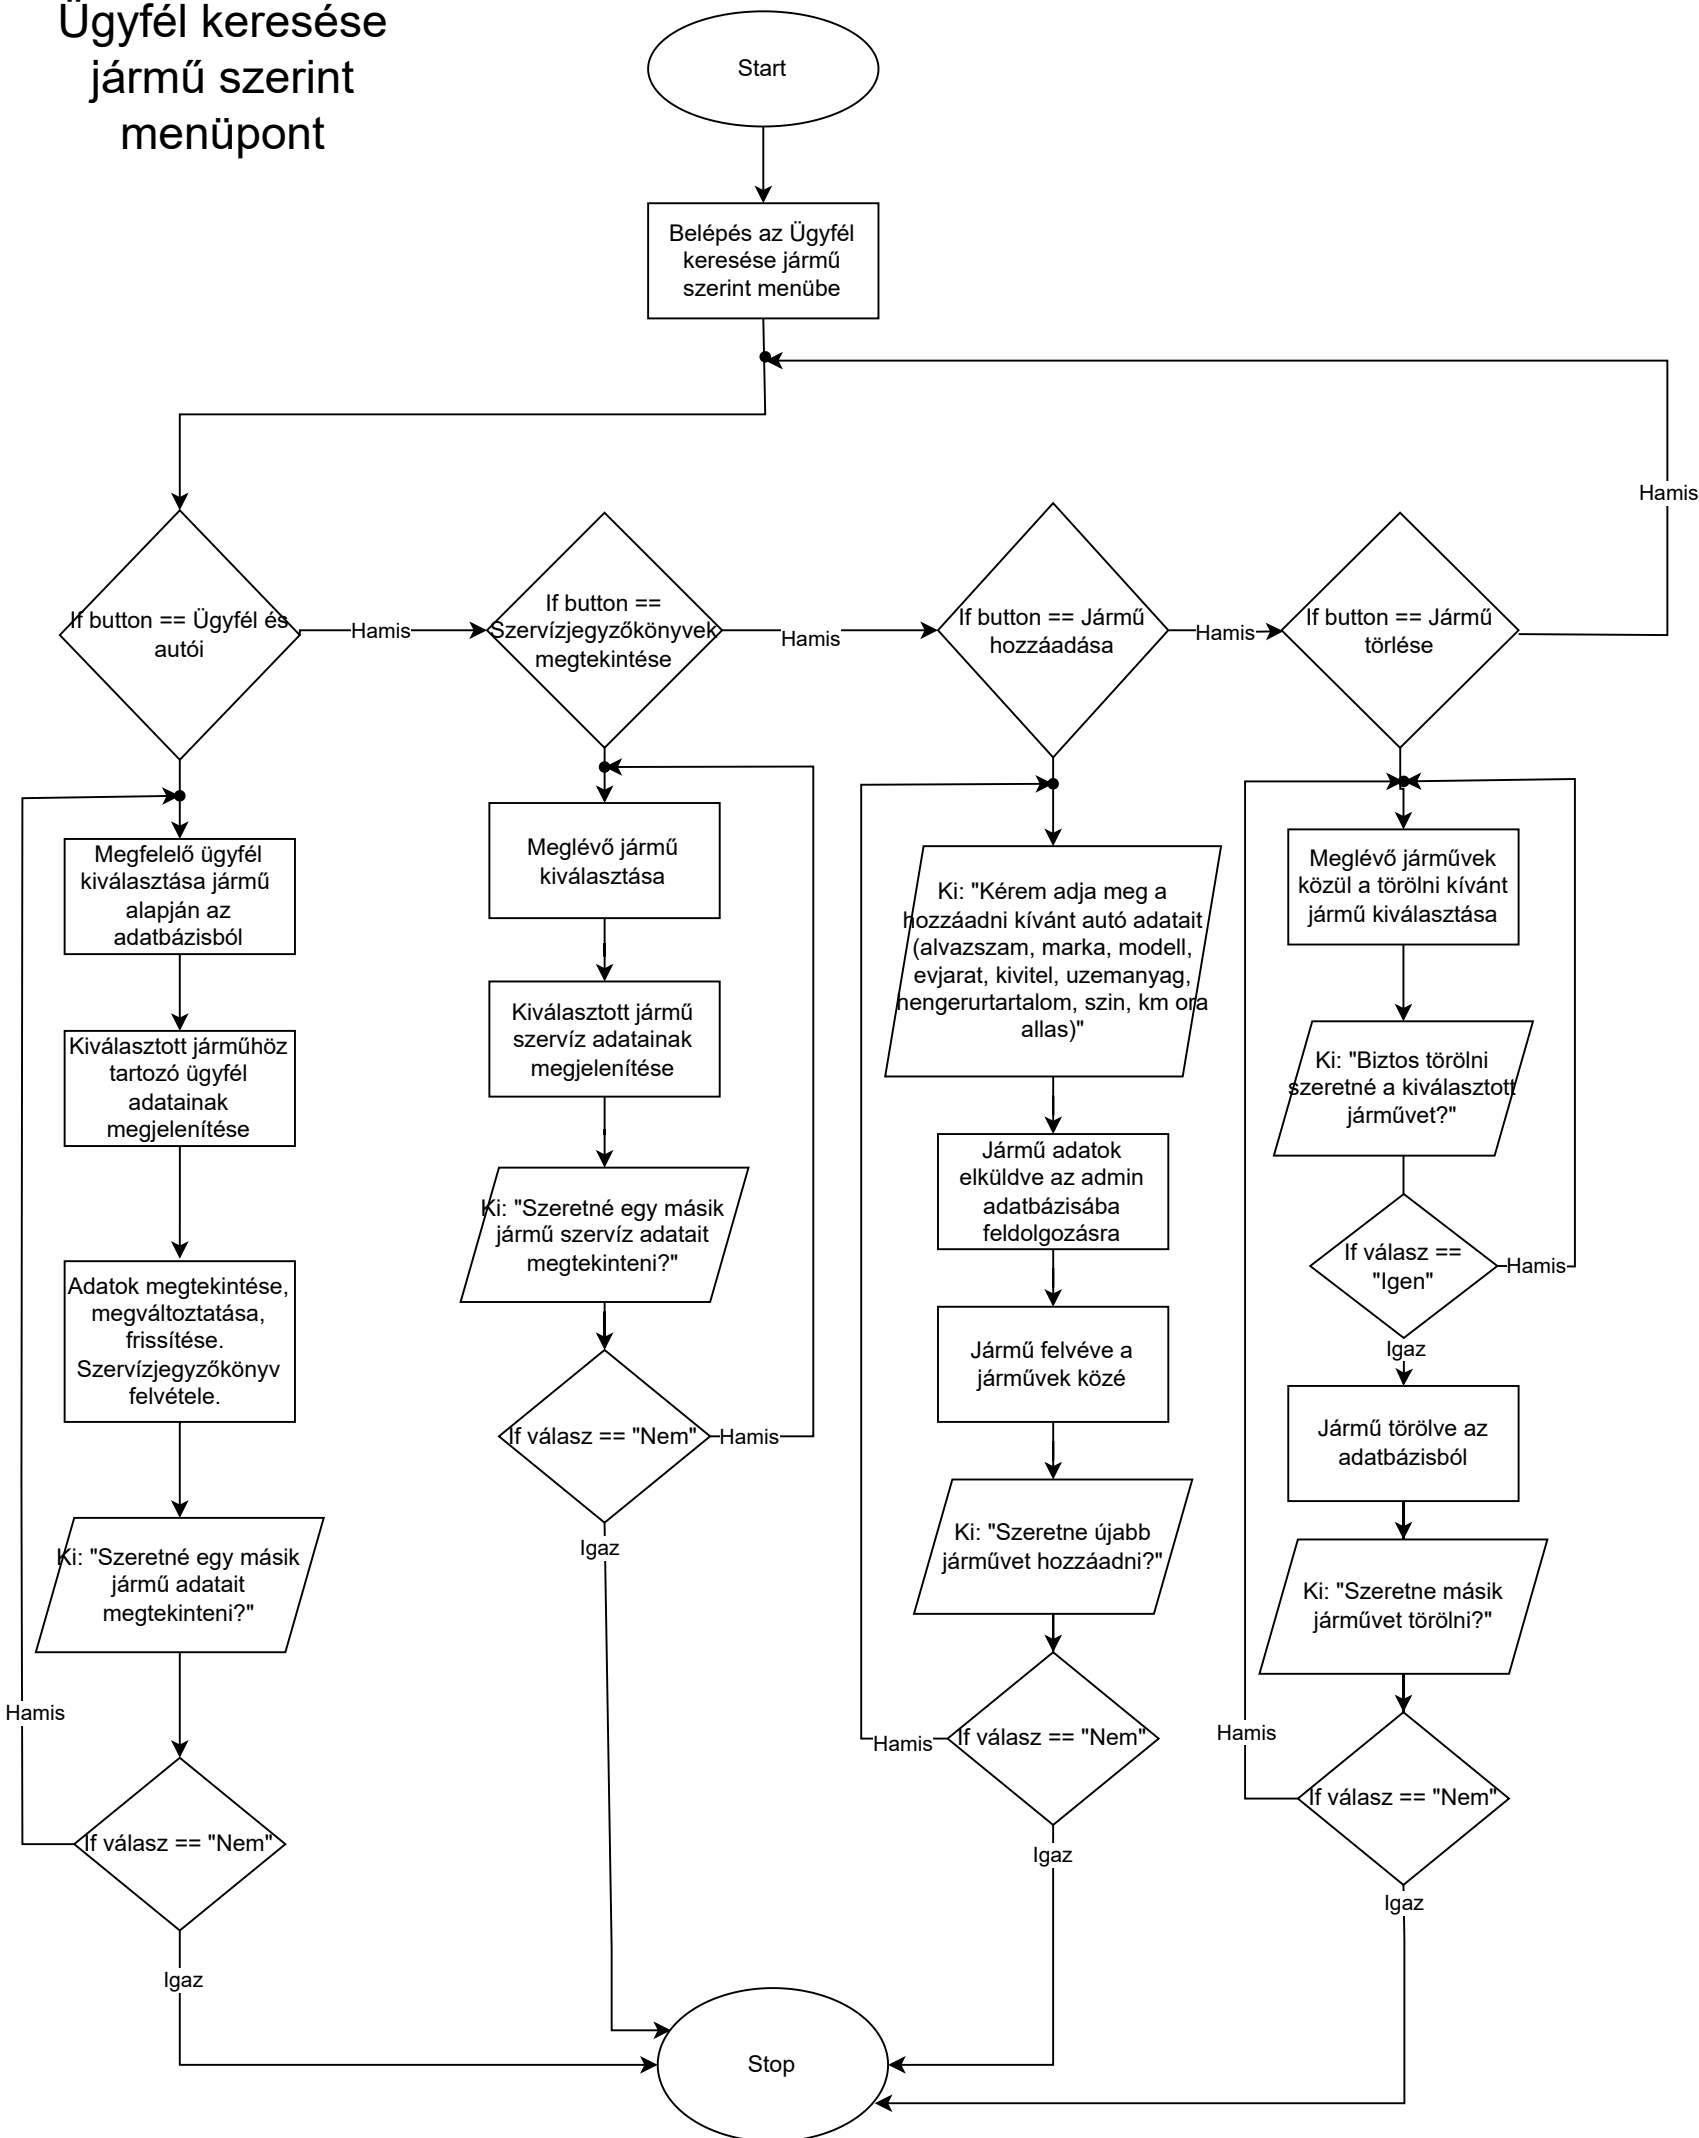 Ügyfél keresése
jármű szerint
menüpont
Start
Belépés az Ügyfél
keresése jármű
szerint menübe
Hamis
If button == Ügyfél és
autói
Hamis
If button ==
Szervízjegyzőkönyvek
megtekintése
Hamis
If button == Jármű
hozzáadása
Hamis
If button == Jármű
törlése
Megfelelő ügyfél
kiválasztása jármű
alapján az
adatbázisból
Kiválasztott járműhöz
tartozó ügyfél
adatainak
megjelenítése
Adatok megtekintése,
megváltoztatása,
frissítése.
Szervízjegyzőkönyv
felvétele.
Ki: "Szeretné egy másik
jármű adatait
megtekinteni?"
Hamis
If válasz == "Nem"
Igaz
Meglévő jármű
kiválasztása
Kiválasztott jármű
szervíz adatainak
megjelenítése
Ki: "Szeretné egy másik
jármű szervíz adatait
megtekinteni?"
If válasz == "Nem"
Hamis
Igaz
Ki: "Kérem adja meg a
hozzáadni kívánt autó adatait
(alvazszam, marka, modell,
evjarat, kivitel, uzemanyag,
hengerurtartalom, szin, km ora
allas)"
Jármű adatok
elküldve az admin
adatbázisába
feldolgozásra
Jármű felvéve a
járművek közé
Ki: "Szeretne újabb
járművet hozzáadni?"
Hamis
If válasz == "Nem"
Igaz
Meglévő járművek
közül a törölni kívánt
jármű kiválasztása
Ki: "Biztos törölni
szeretné a kiválasztott
járművet?"
If válasz ==
"Igen"
Hamis
Igaz
Jármű törölve az
adatbázisból
Ki: "Szeretne másik
járművet törölni?"
Hamis
If válasz == "Nem"
Igaz
Stop